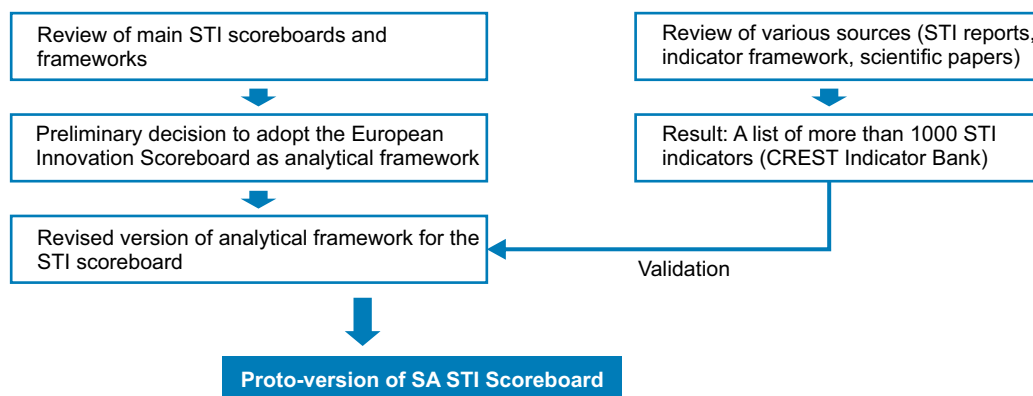 Review of main STI scoreboards and
frameworks
Review of various sources (STI reports,
indicator framework, scientific papers)
Preliminary decision to adopt the European
Innovation Scoreboard as analytical framework
Result: A list of more than 1000 STI
indicators (CREST Indicator Bank)
Revised version of analytical framework for the
STI scoreboard
Validation
Proto-version of SA STI Scoreboard